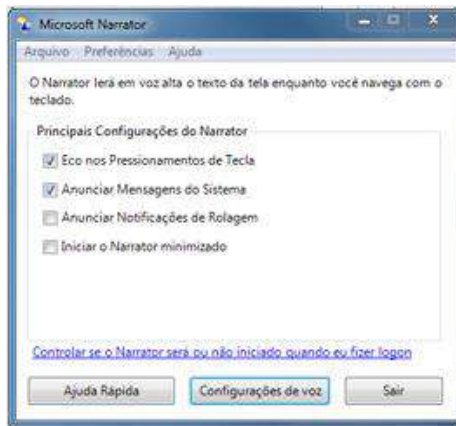 Microsoft Narrator
Arquivo Preferências Ajuda
O Narrator lerá em voz alta o texto da tela enquanto você navega com o
teclado.
Principais Configurações do Narrator
Eco nos Pressionamentos de Tecla
Anunciar Mensagens do Sistema
Anunciar Notificações de Rolagem
Iniciar o Narrator minimizado
Controlar se o Narrator será ou não iniciado quando eu fizer logon
Ajuda Rápida Configurações de voz Sair